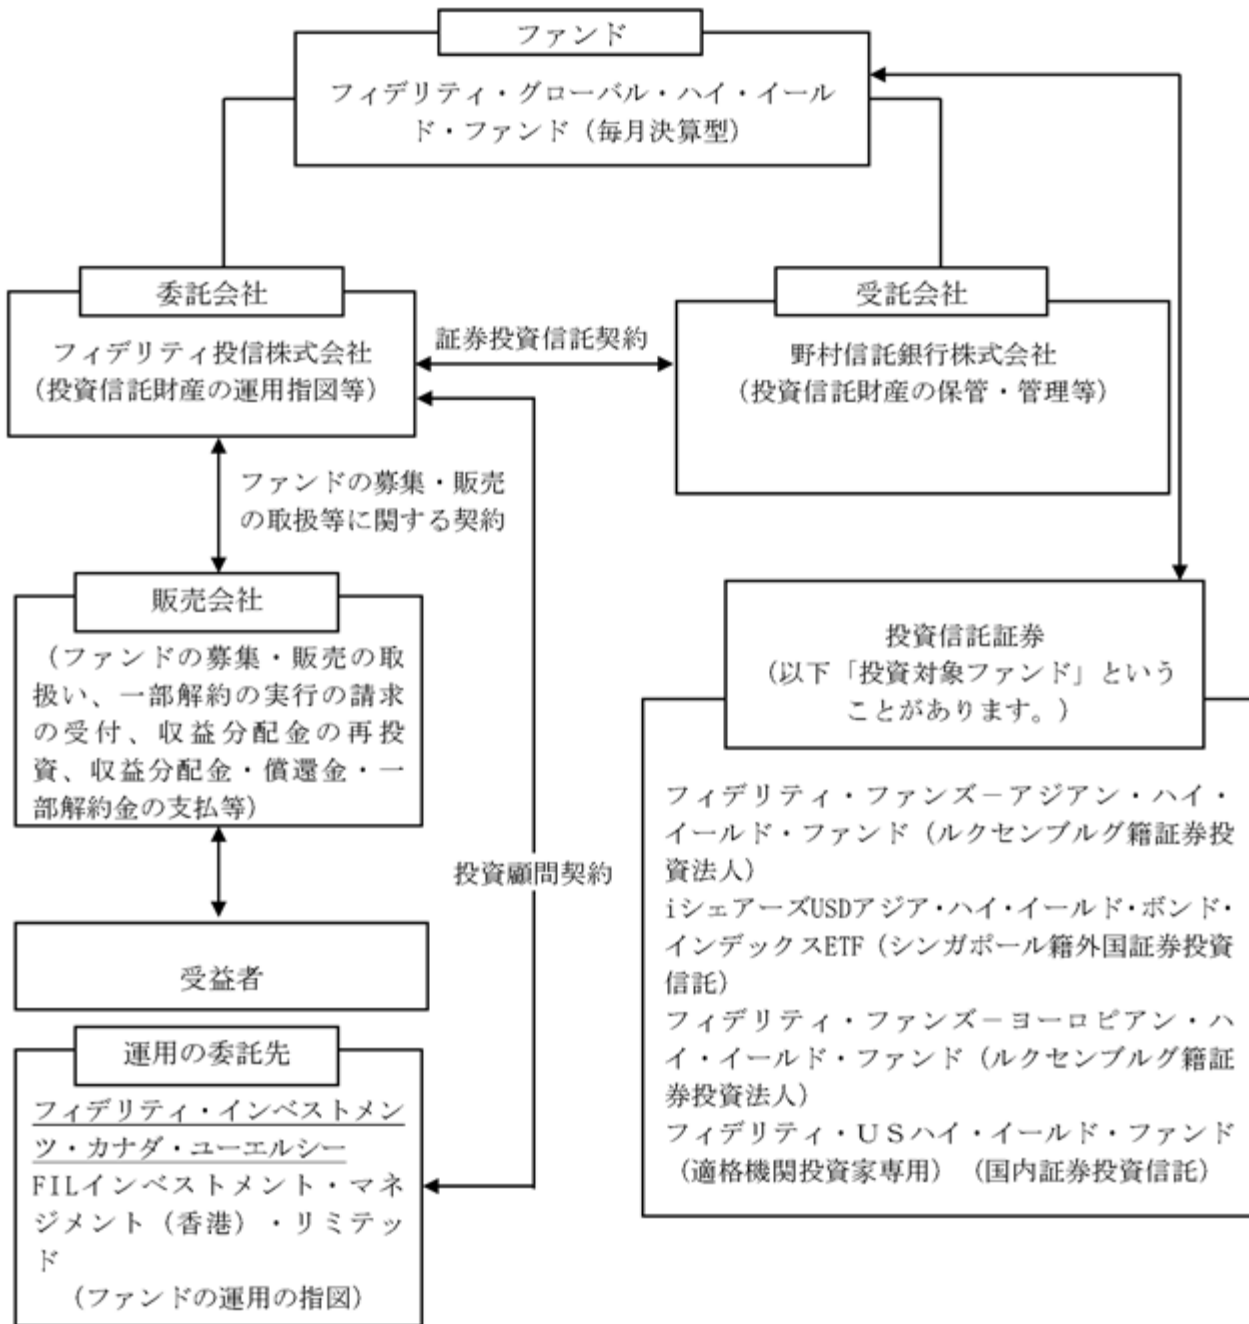 ファンド
フィデリティ・グローバル・ハイ・イール
ド・ファンド（毎月決算型）
委託会社
フィデリティ投信株式会社
（投資信託財産の運用指図等）
証券投資信託契約
受託会社
野村信託銀行株式会社
（投資信託財産の保管・管理等）
ファンドの募集・販売
の取扱等に関する契約
販売会社
（ファンドの募集・販売の取
扱い、一部解約の実行の請求
の受付、収益分配金の再投
資、収益分配金・償還金・一
部解約金の支払等）
投資顧問契約
受益者
運用の委託先
フィデリティ・インベストメン
ツ・カナダ・ユーエルシー
FILインベストメント・マネ
ジメント（香港）・リミテッ
ド
（ファンドの運用の指図）
投資信託証券
（以下「投資対象ファンド」という
ことがあります。）
フィデリティ・ファンズ－アジアン・ハイ・
イールド・ファンド（ルクセンブルグ籍証券投
資法人）
iシェアーズUSDアジア・ハイ・イールド・ボンド・
インデックスETF（シンガポール籍外国証券投資
信託）
フィデリティ・ファンズ－ヨーロピアン・ハ
イ・イールド・ファンド（ルクセンブルグ籍証
券投資法人）
フィデリティ・ＵＳハイ・イールド・ファンド
（適格機関投資家専用）（国内証券投資信託）